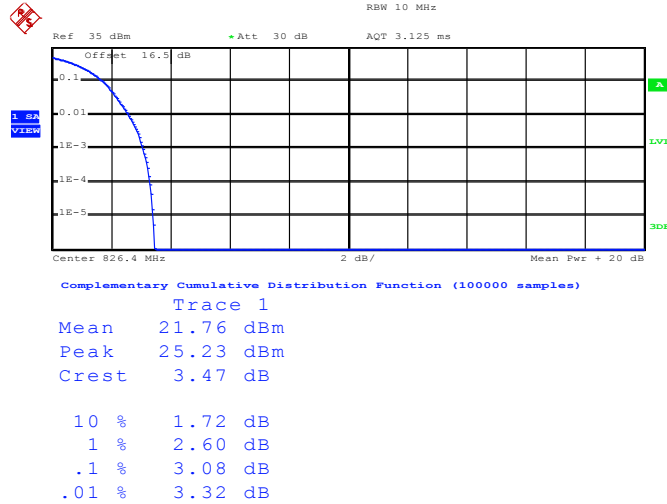 RBW 10 MHz
Ref 35 dBm * Att 30 dB AQT 3.125 ms
Offset 16.5 dB
0.1
A
0.01
1 SA
VIEW
1E-3
1E-4
1E-5
3DB
Center 826.4 MHz 2 dB/ Mean Pwr + 20 dB
Complementary Cumulative Distribution Function (100000 samples)
Trace 1
Mean 21.76 dBm
Peak 25.23 dBm
Crest 3.47 dB
10 % 1.72 dB
1 % 2.60 dB
.1 % 3.08 dB
.01 % 3.32 dB